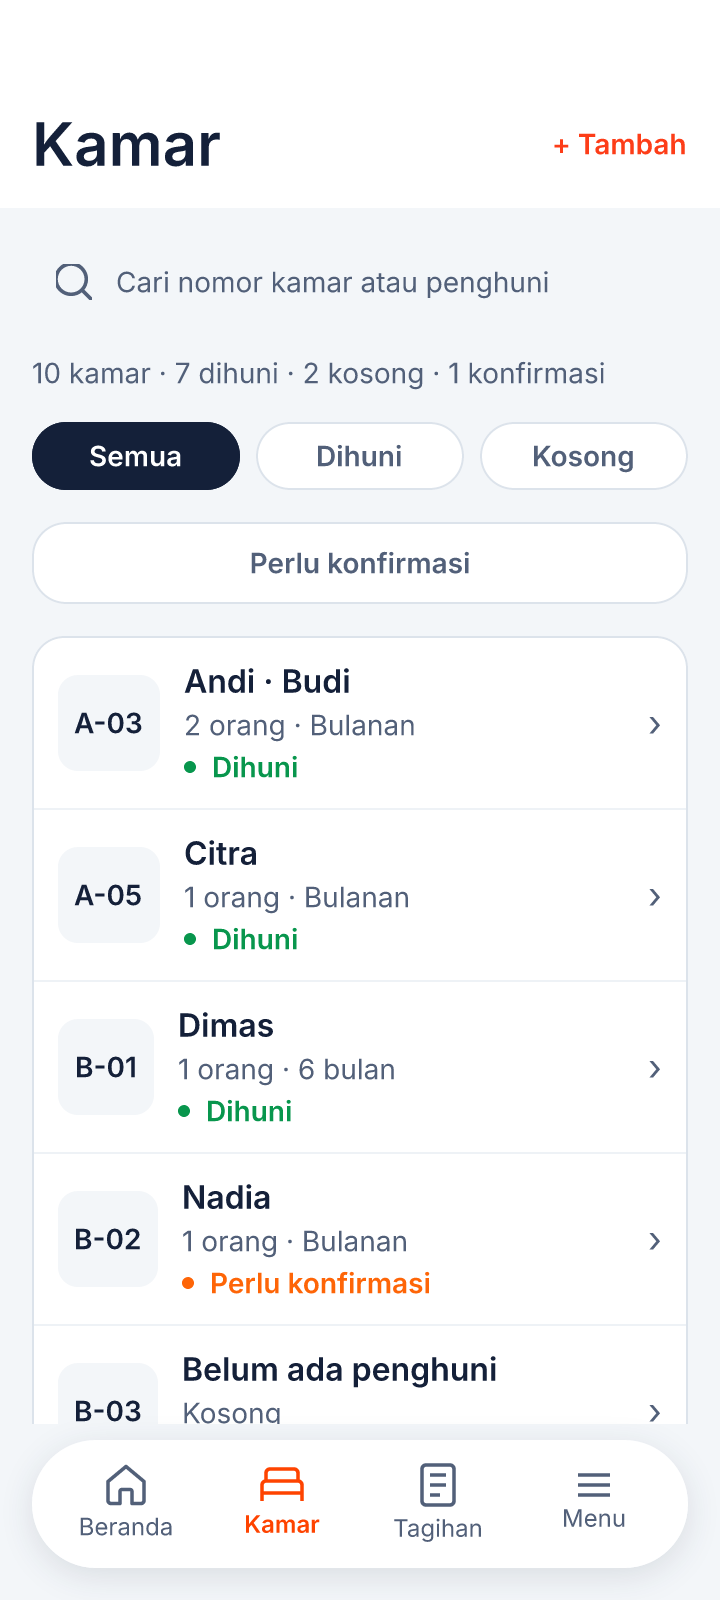 Kamar
+ Tambah
Cari nomor kamar atau penghuni
10 kamar · 7 dihuni · 2 kosong · 1 konfirmasi
Semua
Dihuni
Kosong
Perlu konfirmasi
A-03
Andi · Budi
2 orang · Bulanan
Dihuni
A-05
Citra
1 orang · Bulanan
Dihuni
B-01
Dimas
1 orang · 6 bulan
Dihuni
B-02
Nadia
1 orang · Bulanan
Perlu konfirmasi
B-03
Belum ada penghuni
Kosong
Beranda
Kamar
Tagihan
Menu